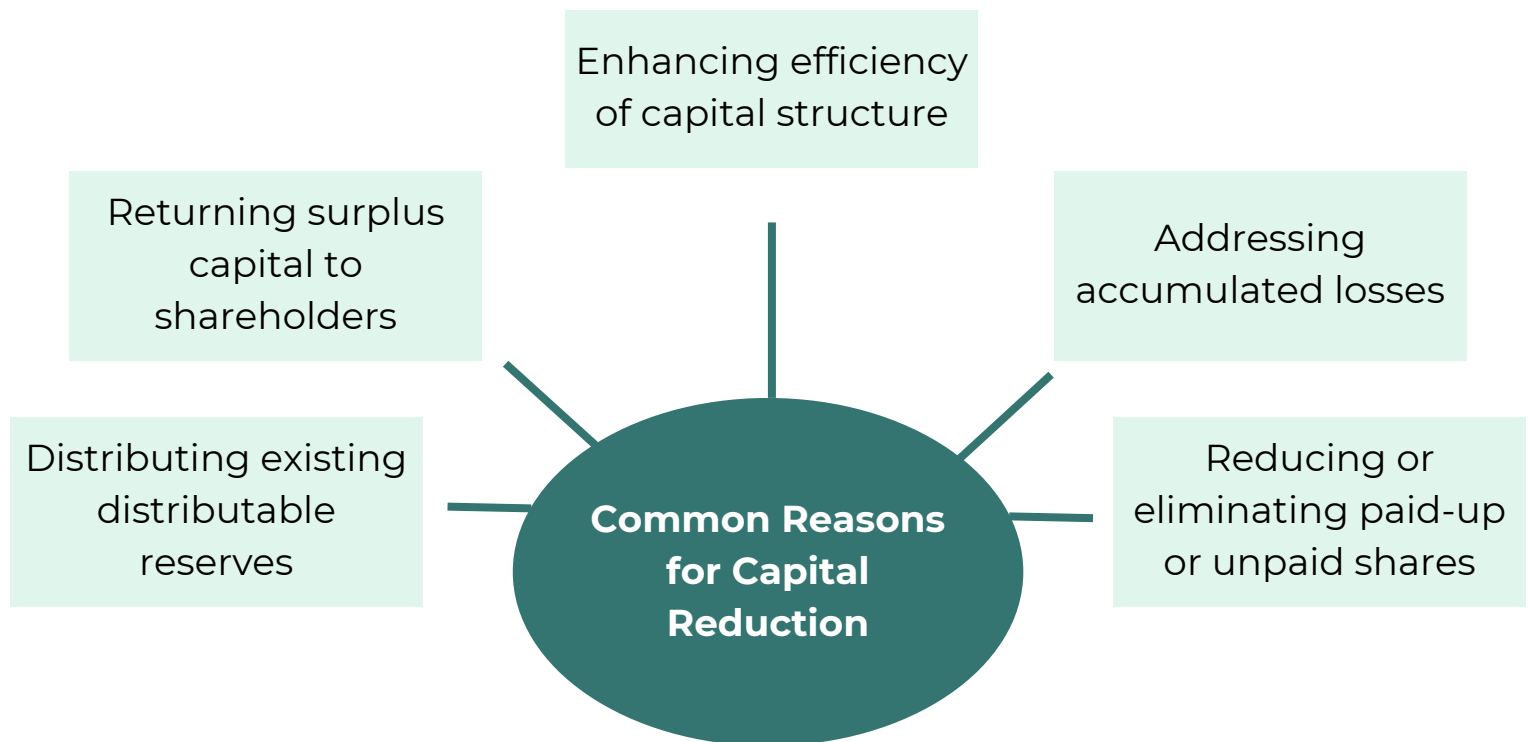 Enhancing efficiency
of capital structure
Returning surplus
capital to
shareholders
Addressing
accumulated losses
Distributing existing
distributable
reserves
Reducing or
eliminating paid-up
or unpaid shares
Common Reasons
for Capital
Reduction